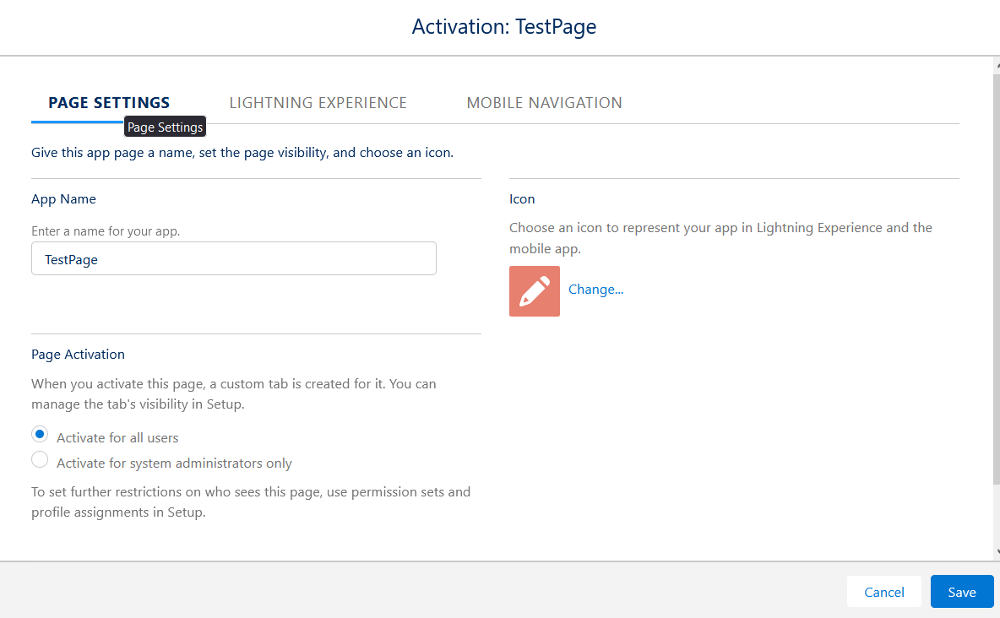 Activation: TestPage
PAGE SETTINGS
LIGHTNING EXPERIENCE
MOBILE NAVIGATION
Page Settings
Give this app page a name, set the page visibility, and choose an icon.
App Name
Enter a name for your app.
TestPage
Icon
Choose an icon to represent your app in Lightning Experience and the
mobile app.
Change...
Page Activation
When you activate this page, a custom tab is created for it. You can
manage the tab's visibility in Setup.
Activate for all users
Activate for system administrators only
To set further restrictions on who sees this page, use permission sets and
profile assignments in Setup.
Cancel
Save